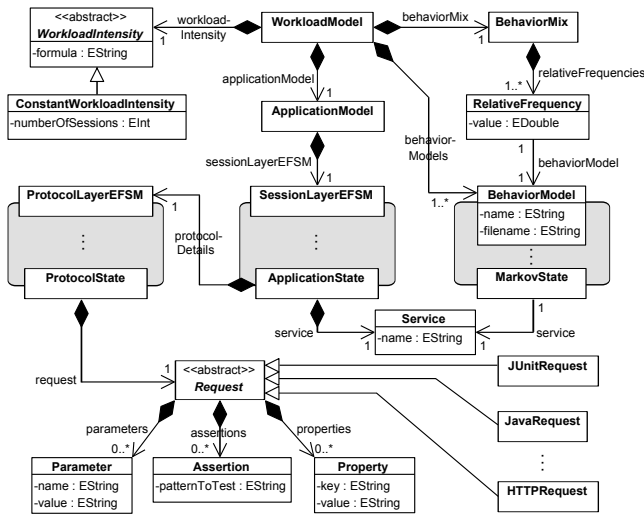 <<abstract>>
WorkloadIntensity
-formula : EString
workload-
Intensity
1
WorkloadModel
behaviorMix
1
BehaviorMix
applicationModel
1
relativeFrequencies
1..*
ConstantWorkloadIntensity
-numberOfSessions : EInt
ApplicationModel
RelativeFrequency
-value : EDouble
sessionLayerEFSM
1
behavior-
Models
1..*
1
behaviorModel
1
ProtocolLayerEFSM
1
SessionLayerEFSM
BehaviorModel
-name : EString
-filename : EString
protocol-
Details
⋮
⋮
⋮
ProtocolState
ApplicationState
MarkovState
service
1
Service
-name : EString
1
service
1
request
1
<<abstract>>
Request
JUnitRequest
JavaRequest
⋮
HTTPRequest
parameters
0..*
assertions
0..*
properties
0..*
Parameter
-name : EString
-value : EString
Assertion
-patternToTest : EString
Property
-key : EString
-value : EString